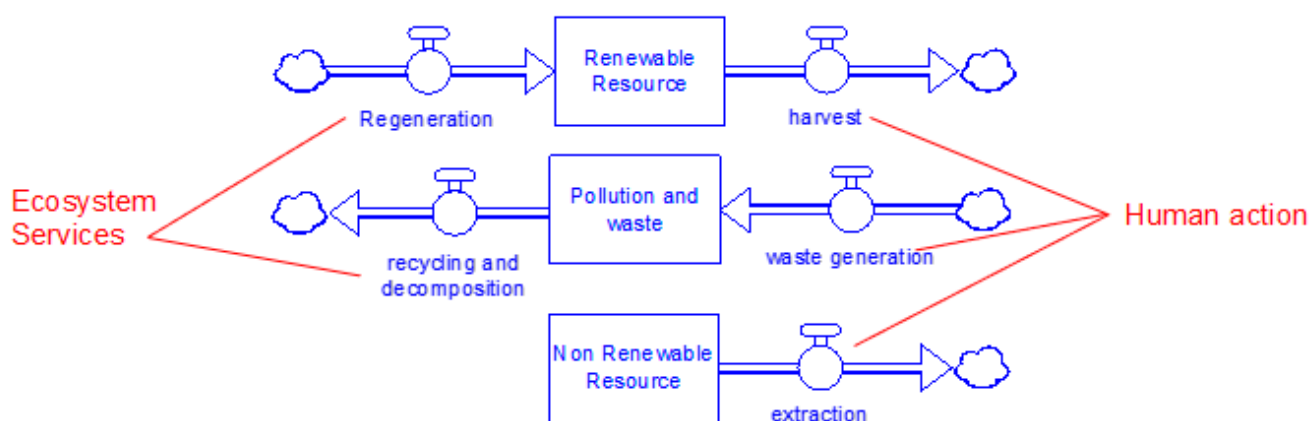 Renewable
Resource
Regeneration
harvest
Ecosystem
Services
Pollution and
waste
Human action
recycling and
decomposition
waste generation
Non Renewable
Resource
extraction